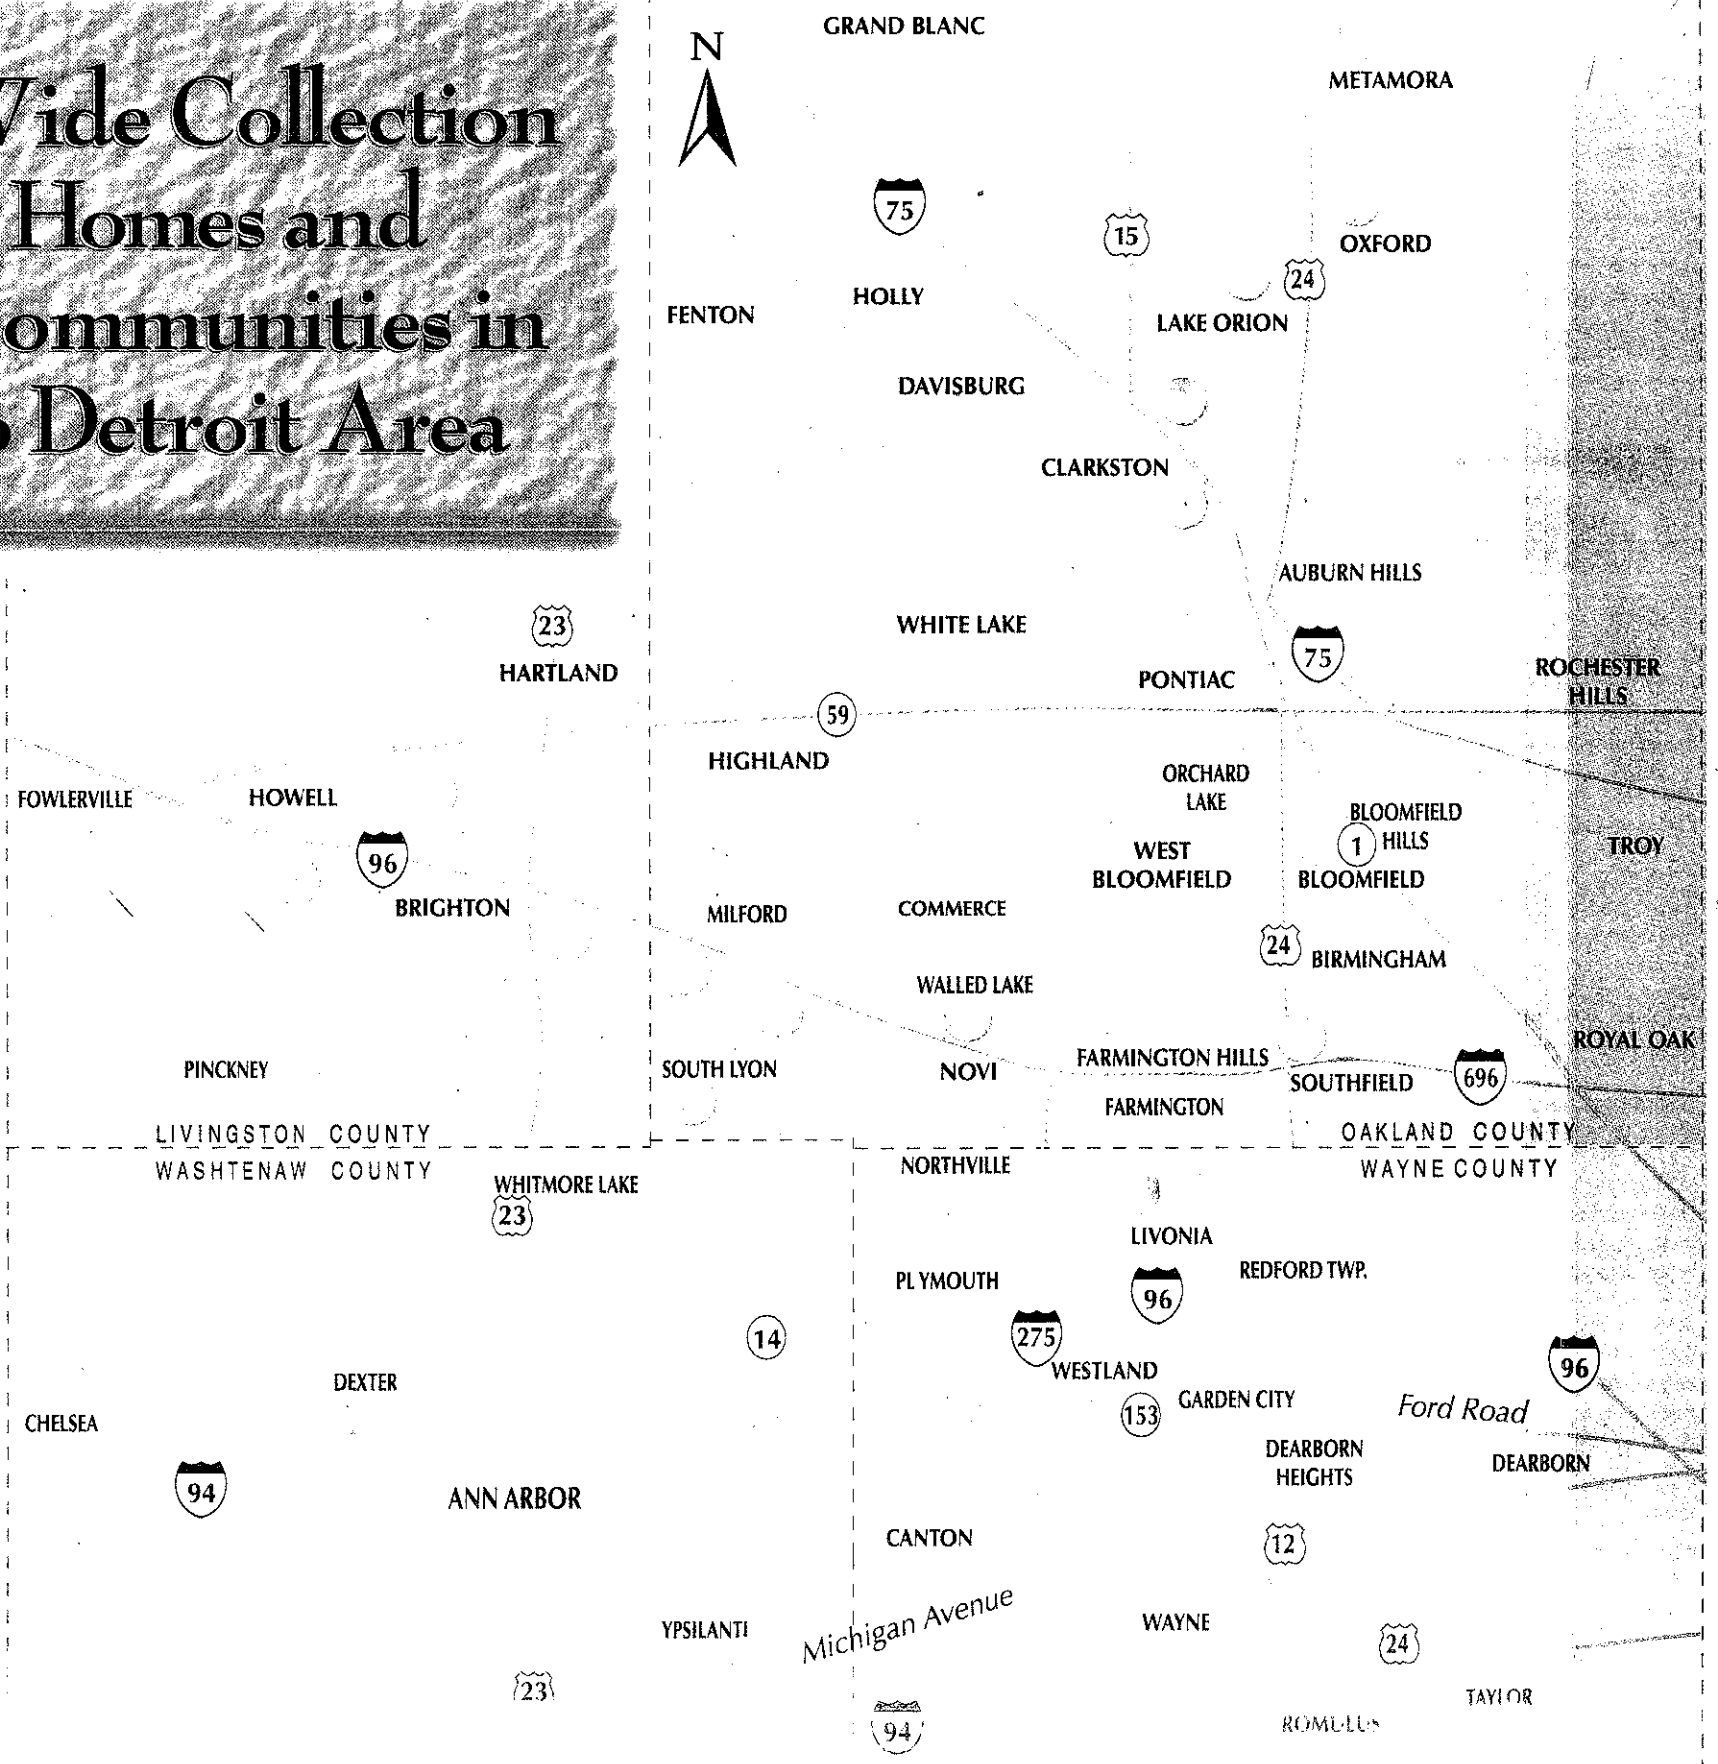 Wide Collection
Homes and
ommunities in
Detroit Area
N
GRAND BLANC
METAMORA
75
15
OXFORD
24
HOLLY
FENTON
LAKE ORION
DAVISBURG
CLARKSTON
AUBURN HILLS
23
WHITE LAKE
75
HARTLAND
PONTIAC
ROCHESTER
HILLS
59
HIGHLAND
ORCHARD
LAKE
FOWLERVILLE
HOWELL
BLOOMFIELD
HILLS
1
TROY
96
WEST
BLOOMFIELD
BLOOMFIELD
BRIGHTON
MILFORD
COMMERCE
24
BIRMINGHAM
WALLED LAKE
ROYAL OAK
PINCKNEY
SOUTH LYON
NOVI
FARMINGTON HILLS
SOUTHFIELD
696
FARMINGTON
LIVINGSTON COUNTY
OAKLAND COUNTY
WASHTENAW COUNTY
NORTHVILLE
WAYNE COUNTY
WHITMORE LAKE
23
LIVONIA
PLYMOUTH
REDFORD TWP.
96
14
275
WESTLAND
96
DEXTER
CHELSEA
153
GARDEN CITY
Ford Road
DEARBORN
HEIGHTS
DEARBORN
94
ANN ARBOR
CANTON
12
YPSILANTI
Michigan Avenue
WAYNE
24
23
TAYLOR
94
ROMULUS